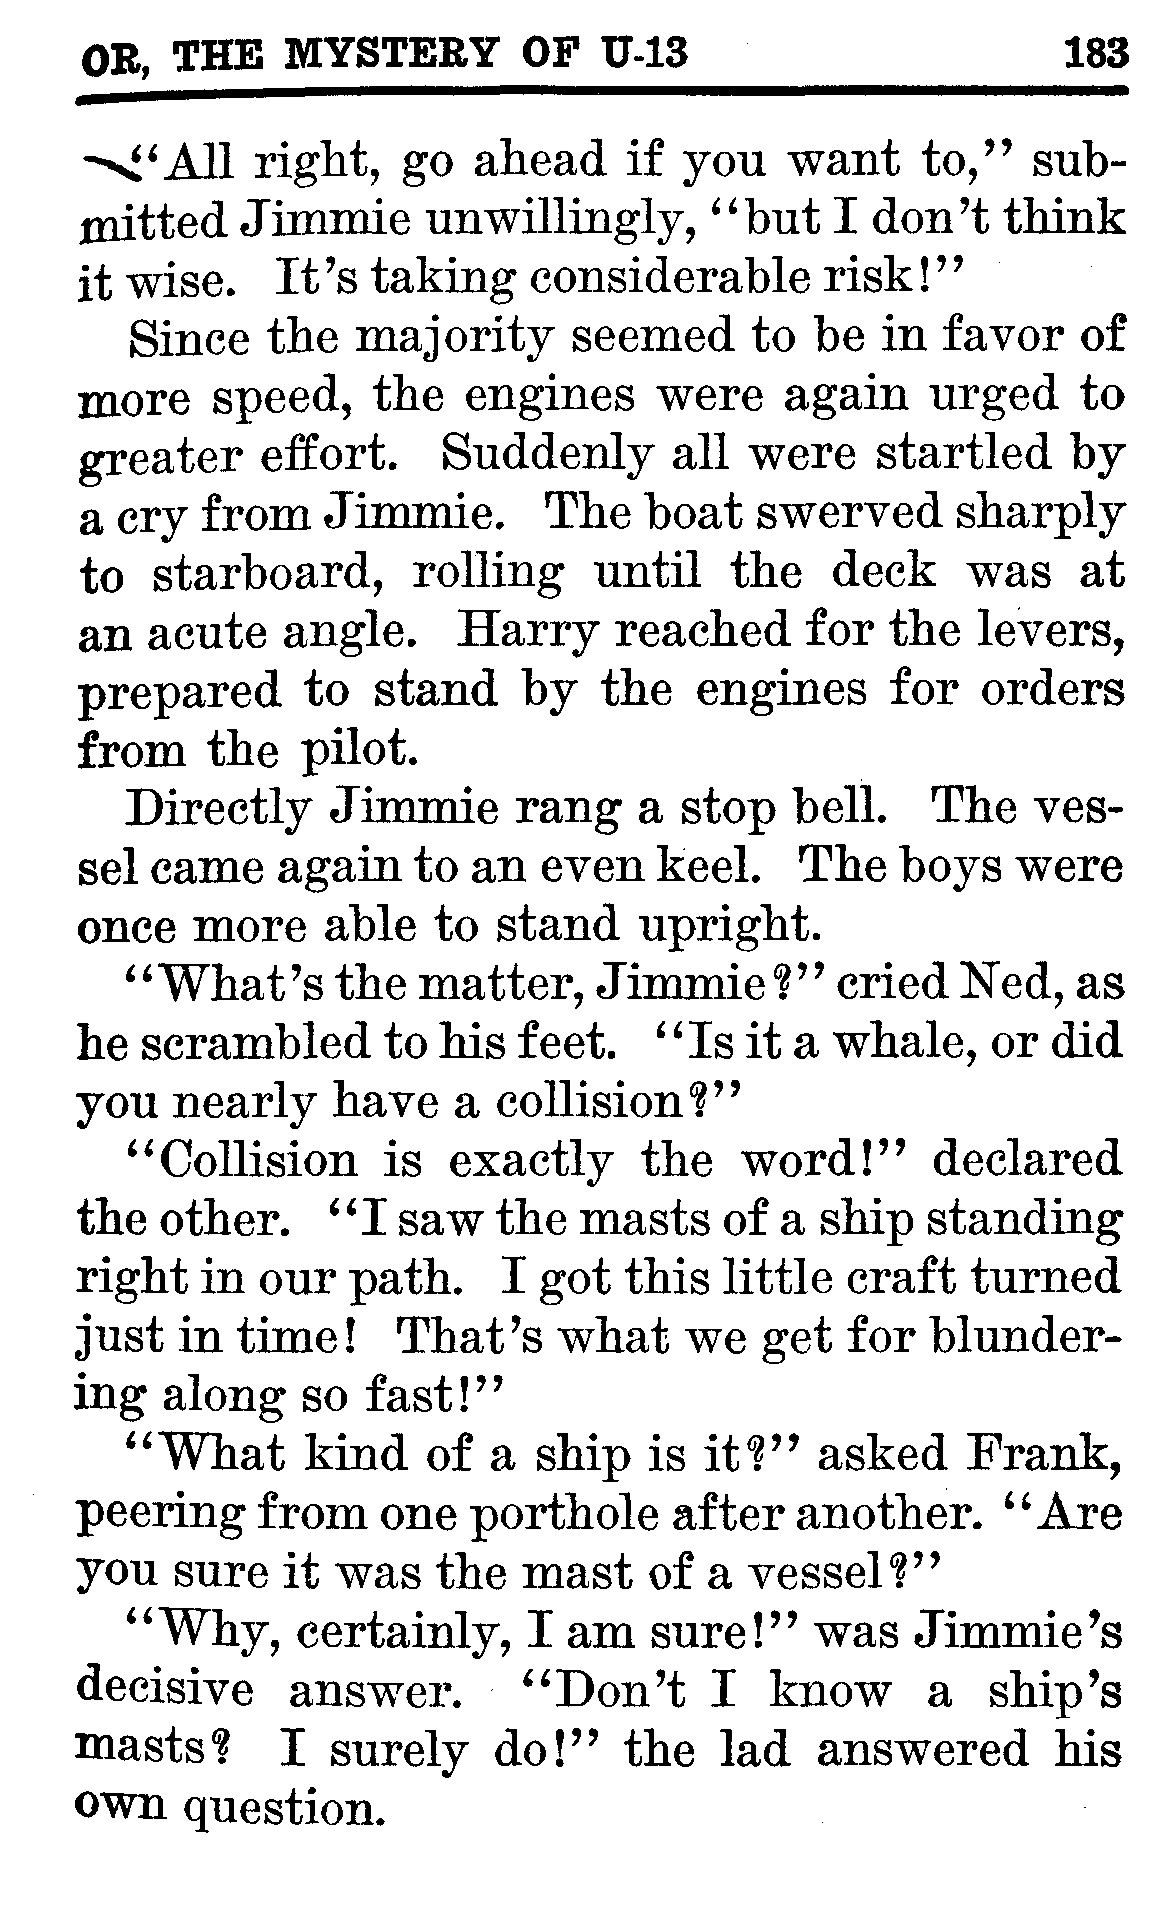 OR, THE MYSTERY OF U-13 183
"All right, go ahead if you want to," sub-
mitted Jimmie unwillingly, "but I don't think
it wise. It's taking considerable risk!"
Since the majority seemed to be in favor of
more speed, the engines were again urged to
greater effort. Suddenly all were startled by
a cry from Jimmie. The boat swerved sharply
to starboard, rolling until the deck was at
an acute angle. Harry reached for the levers,
prepared to stand by the engines for orders
from the pilot.
Directly Jimmie rang a stop bell. The ves-
sel came again to an even keel. The boys were
once more able to stand upright.
"What's the matter, Jimmie?" cried Ned, as
he scrambled to his feet. "Is it a whale, or did
you nearly have a collision?"
"Collision is exactly the word!" declared
the other. "I saw the masts of a ship standing
right in our path. I got this little craft turned
just in time! That's what we get for blunder-
ing along so fast!"
"What kind of a ship is it?" asked Frank,
peering from one porthole after another. "Are
you sure it was the mast of a vessel?"
"Why, certainly, I am sure!" was Jimmie's
decisive answer. "Don't I know a ship's
masts? I surely do!" the lad answered his
own question.